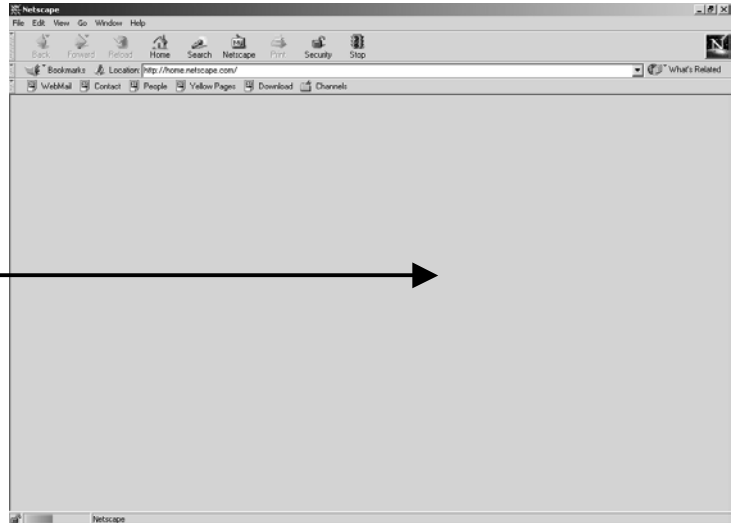 Netscape
File Edit View Go Window Help
Back Forward Reload Home Search Netscape Print Security Stop
Bookmarks Location: http://home.netscape.com/ What's Related
WebMail Contact People Yellow Pages Download Channels
Netscape